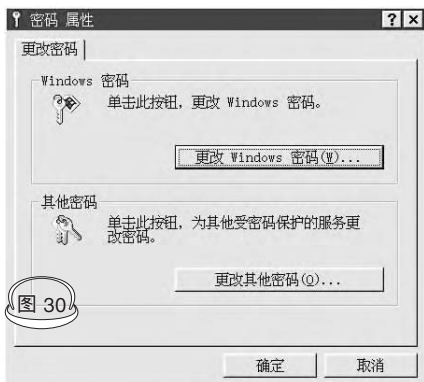 密码 属性
更改密码
Windows 密码
单击此按钮，更改 Windows 密码。
更改 Windows 密码(W)...
其他密码
单击此按钮，为其他受密码保护的服务更
改密码。
更改其他密码(O)...
图 30
确定 取消